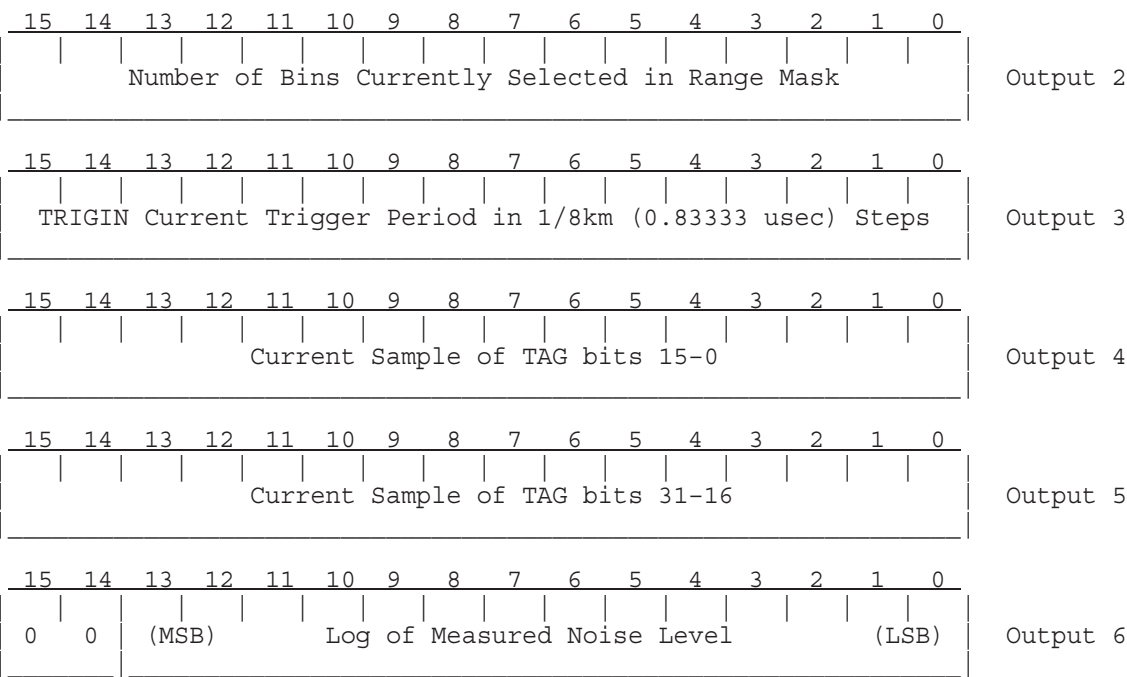 15 14 13 12 11 10 9 8 7 6 5 4 3 2 1 0
Number of Bins Currently Selected in Range Mask Output 2
15 14 13 12 11 10 9 8 7 6 5 4 3 2 1 0
TRIGIN Current Trigger Period in 1/8km (0.83333 usec) Steps Output 3
15 14 13 12 11 10 9 8 7 6 5 4 3 2 1 0
Current Sample of TAG bits 15-0 Output 4
15 14 13 12 11 10 9 8 7 6 5 4 3 2 1 0
Current Sample of TAG bits 31-16 Output 5
15 14 13 12 11 10 9 8 7 6 5 4 3 2 1 0
0 0 (MSB) Log of Measured Noise Level (LSB) Output 6